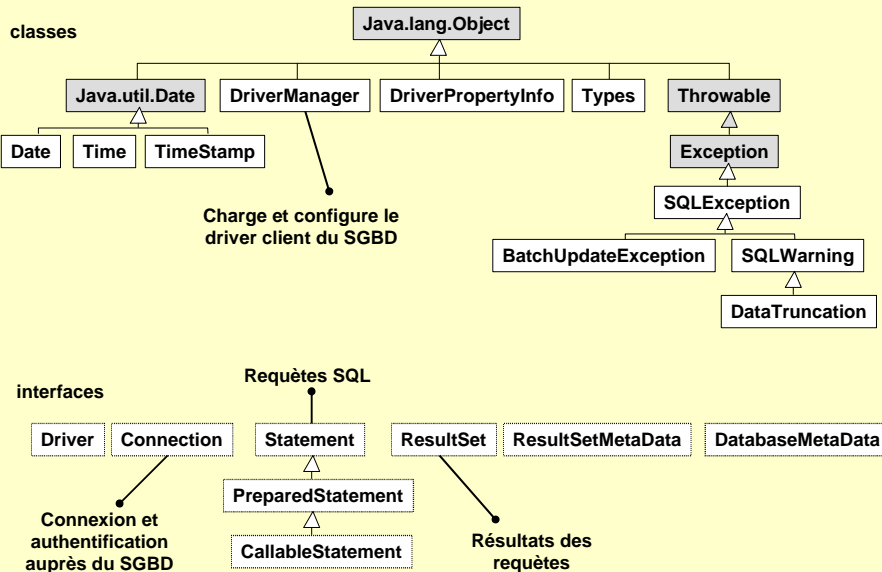 classes
Java.lang.Object
Java.util.Date
DriverManager
DriverPropertyInfo
Types
Throwable
Date
Time
TimeStamp
Exception
Charge et configure le
driver client du SGBD
SQLException
BatchUpdateException
SQLWarning
DataTruncation
interfaces
Requètes SQL
Driver
Connection
Statement
ResultSet
ResultSetMetaData
DatabaseMetaData
PreparedStatement
CallableStatement
Connexion et
authentification
auprès du SGBD
Résultats des
requètes